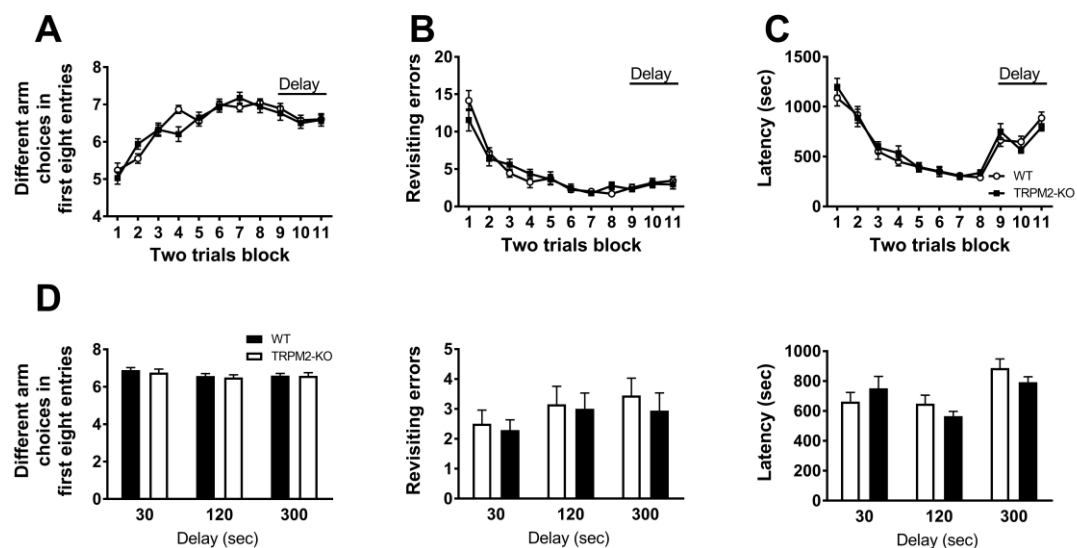 A
Different arm
choices in
first eight entries
8
7
6
5
4
Delay
1 2 3 4 5 6 7 8 9 10 11
Two trials block
B
Revisiting errors
20
15
10
5
0
Delay
1 2 3 4 5 6 7 8 9 10 11
Two trials block
C
Latency (sec)
1500
1000
500
0
Delay
WT
TRPM2-KO
1 2 3 4 5 6 7 8 9 10 11
Two trials block
D
Different arm
choices in
first eight entries
8
6
4
2
0
WT
TRPM2-KO
30 120 300
Delay (sec)
Revisiting errors
5
4
3
2
1
0
30 120 300
Delay (sec)
Latency (sec)
1000
800
600
400
200
0
30 120 300
Delay (sec)